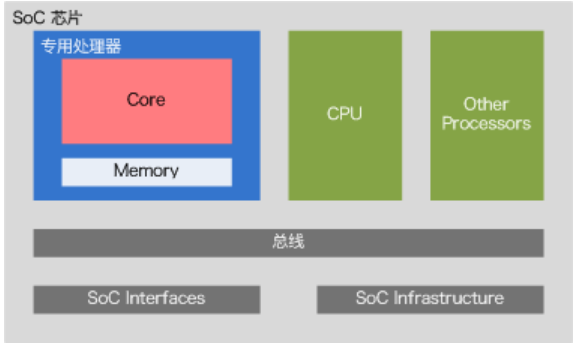 SoC 芯片
专用处理器
Core
Memory
CPU
Other
Processors
总线
SoC Interfaces
SoC Infrastructure